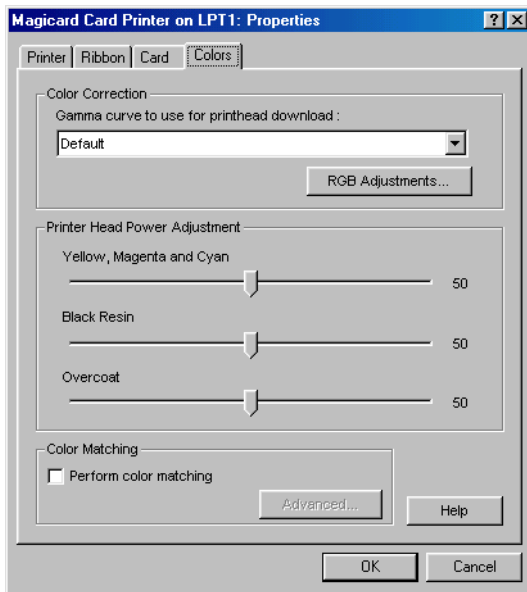 Magicard Card Printer on LPT1: Properties
Printer Ribbon Card Colors
Color Correction
Gamma curve to use for printhead download :
Default
RGB Adjustments...
Printer Head Power Adjustment
Yellow, Magenta and Cyan
50
Black Resin
50
Overcoat
50
Color Matching
Perform color matching
Advanced...
Help
OK Cancel